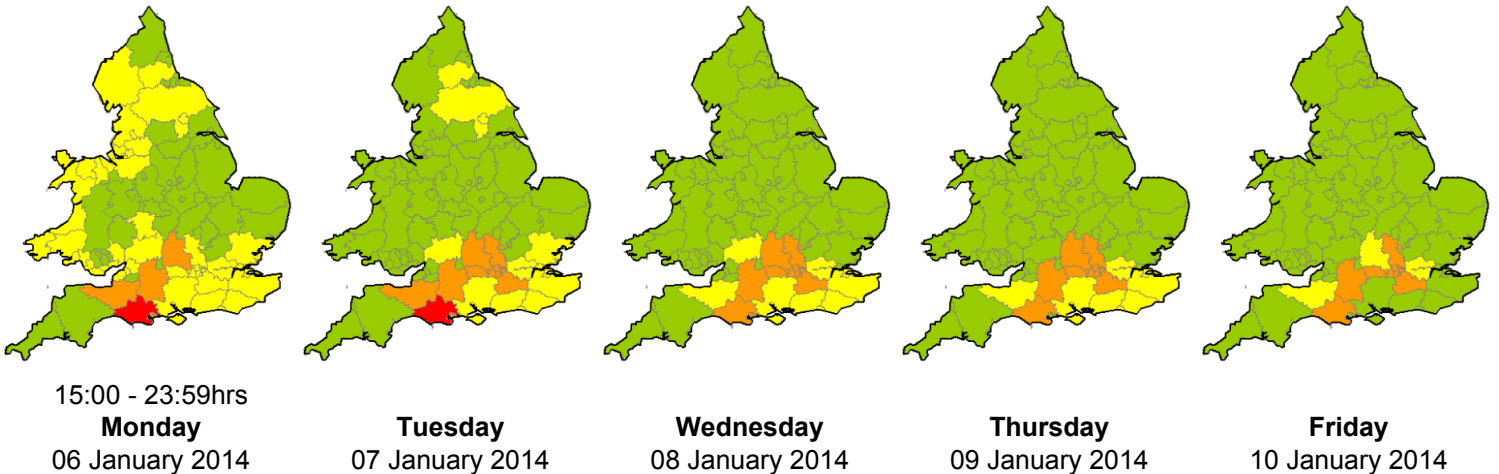 15:00 - 23:59hrs
Monday
Tuesday
Wednesday
Thursday
Friday
06 January 2014
07 January 2014
08 January 2014
09 January 2014
10 January 2014